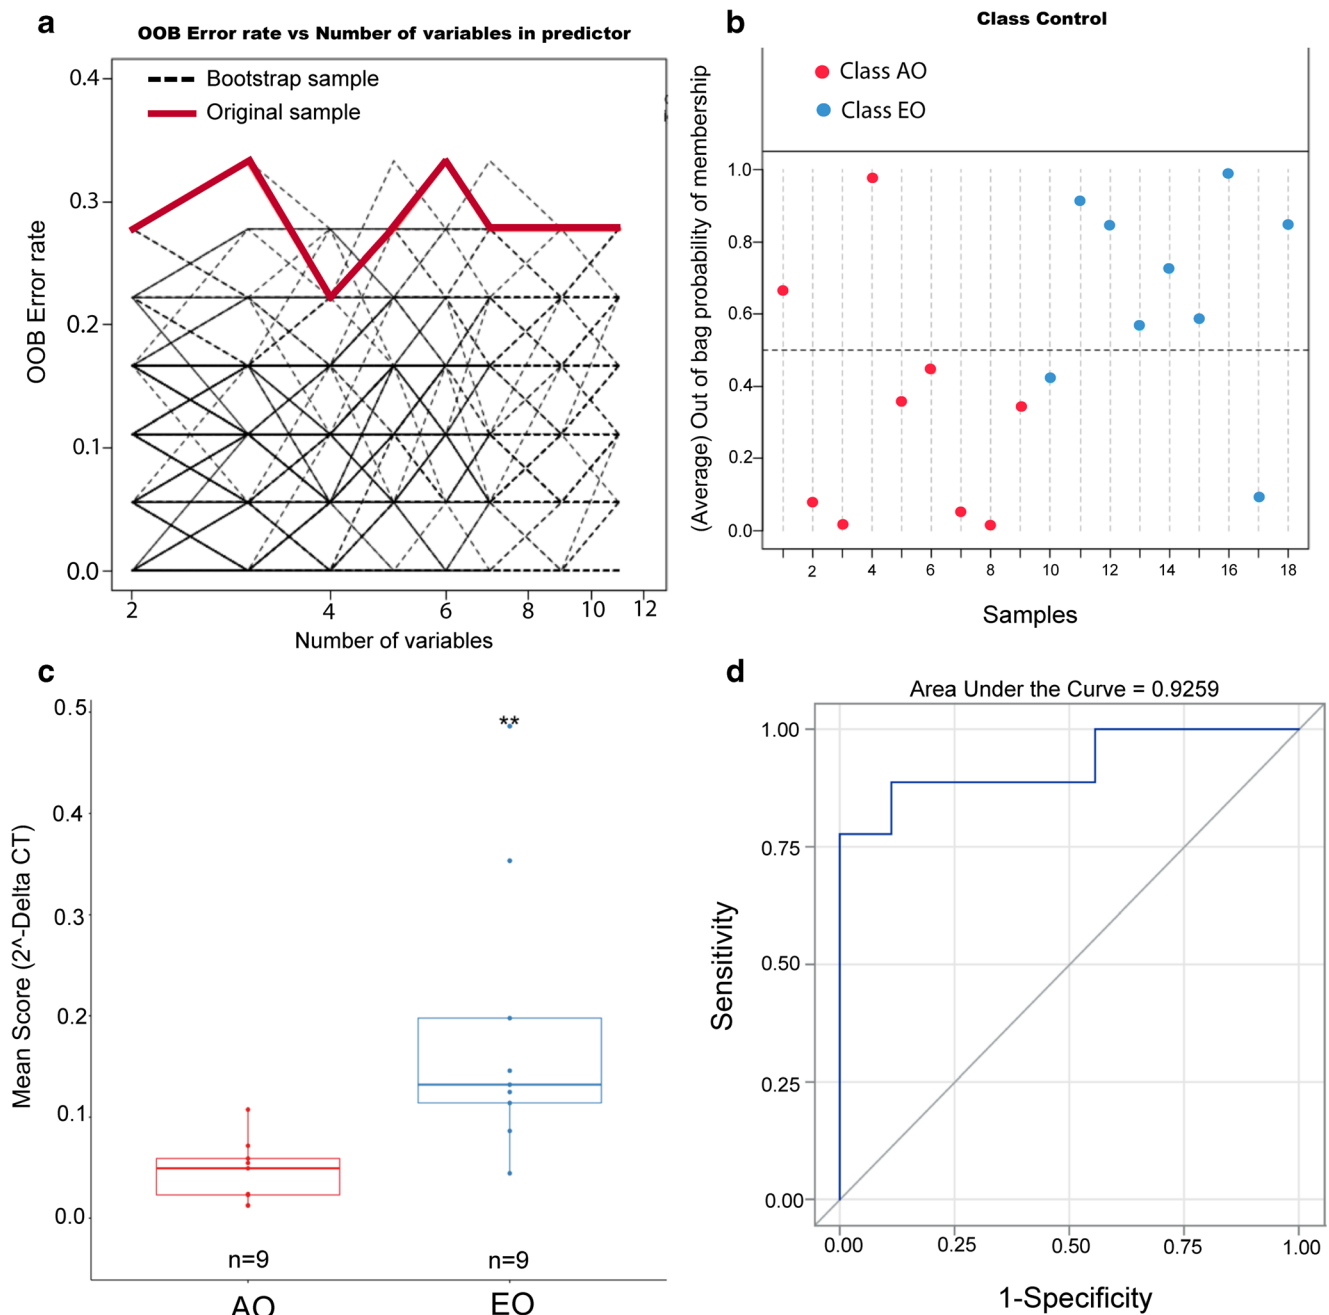 a
OOB Error rate vs Number of variables in predictor
Bootstrap sample
Original sample
OOB Error rate
0.4
0.3
0.2
0.1
0.0
2 4 6 8 10 12
Number of variables
b
Class Control
Class AO
Class EO
(Average) Out of bag probability of membership
1.0
0.8
0.6
0.4
0.2
0.0
2 4 6 8 10 12 14 16 18
Samples
c
Mean Score (2^-Delta CT)
0.5
0.4
0.3
0.2
0.1
0.0
**
n=9 n=9
AO EO
d
Area Under the Curve = 0.9259
Sensitivity
1.00
0.75
0.50
0.25
0.00
0.00 0.25 0.50 0.75 1.00
1-Specificity